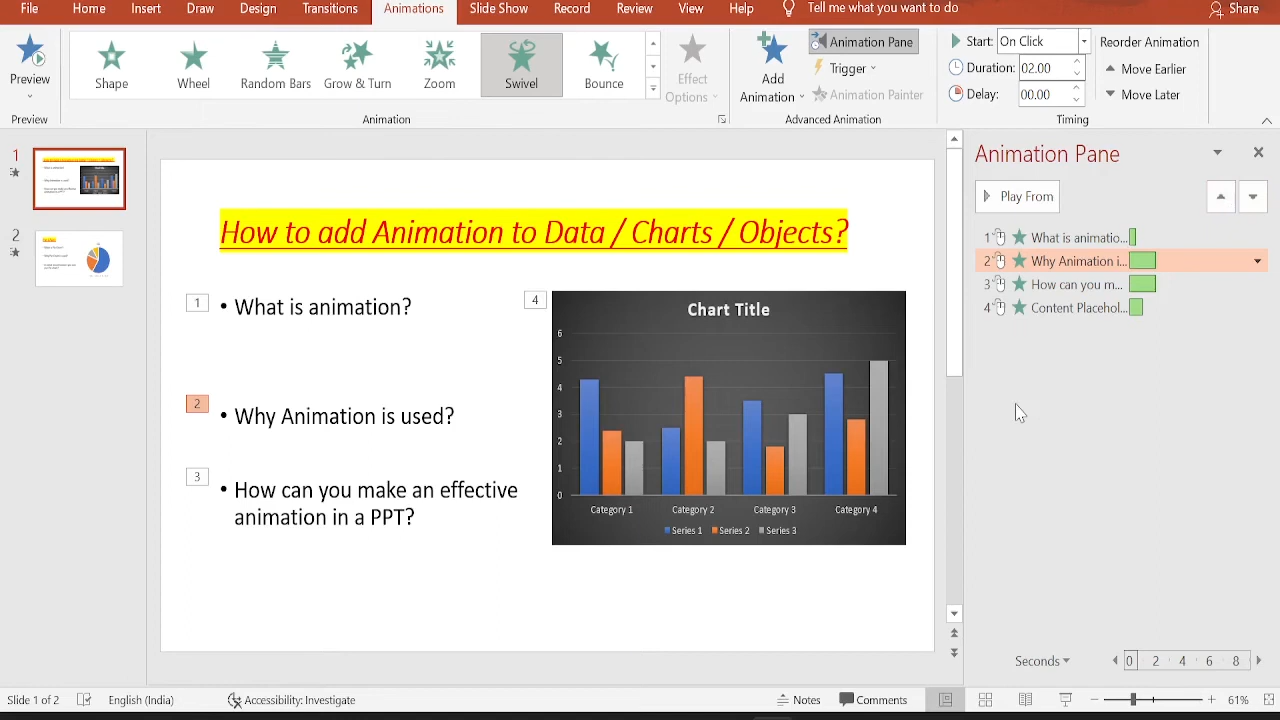 File Home Insert Draw Design Transitions Animations Slide Show Record Review View Help Tell me what you want to do Share
Preview
Shape Wheel Random Bars Grow & Turn Zoom Swivel Bounce
Effect Options
Add Animation
Animation Pane
Trigger
Animation Painter
Start: On Click
Duration: 02.00
Delay: 00.00
Reorder Animation
Move Earlier
Move Later
Preview Animation Advanced Animation Timing
1
2
How to add Animation to Data / Charts / Objects?
1
• What is animation?
2
• Why Animation is used?
3
• How can you make an effective
animation in a PPT?
4
Chart Title
6
5
4
3
2
1
0
Category 1 Category 2 Category 3 Category 4
Series 1 Series 2 Series 3
Animation Pane
Play From
1 What is animatio...
2 Why Animation i...
3 How can you m...
4 Content Placehol...
Seconds 0 2 4 6 8
Slide 1 of 2 English (India) Accessibility: Investigate Notes Comments 61%